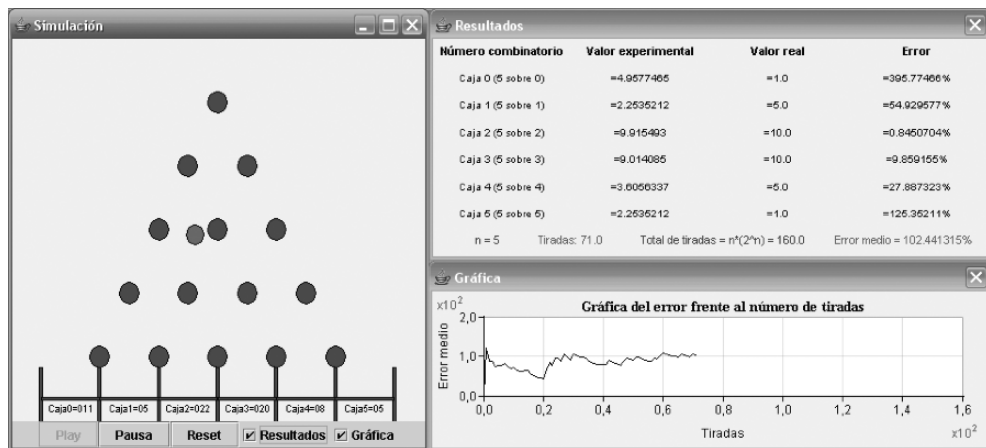 Simulación
Caja0=011 Caja1=05 Caja2=022 Caja3=020 Caja4=08 Caja5=05
Play Pausa Reset Resultados Gráfica
Resultados
Número combinatorio Valor experimental Valor real Error
Caja 0 (5 sobre 0) =4.9577465 =1.0 =395.77466%
Caja 1 (5 sobre 1) =2.2535212 =5.0 =54.929577%
Caja 2 (5 sobre 2) =9.915493 =10.0 =0.8450704%
Caja 3 (5 sobre 3) =9.014085 =10.0 =9.859155%
Caja 4 (5 sobre 4) =3.6056337 =5.0 =27.887323%
Caja 5 (5 sobre 5) =2.2535212 =1.0 =125.35211%
n = 5 Tiradas: 71.0 Total de tiradas = n*(2^n) = 160.0 Error medio = 102.441315%
Gráfica
Gráfica del error frente al número de tiradas
x10²
2,0
1,0
0,0
Error medio
0,0 0,2 0,4 0,6 0,8 1,0 1,2 1,4 1,6
Tiradas
x10²